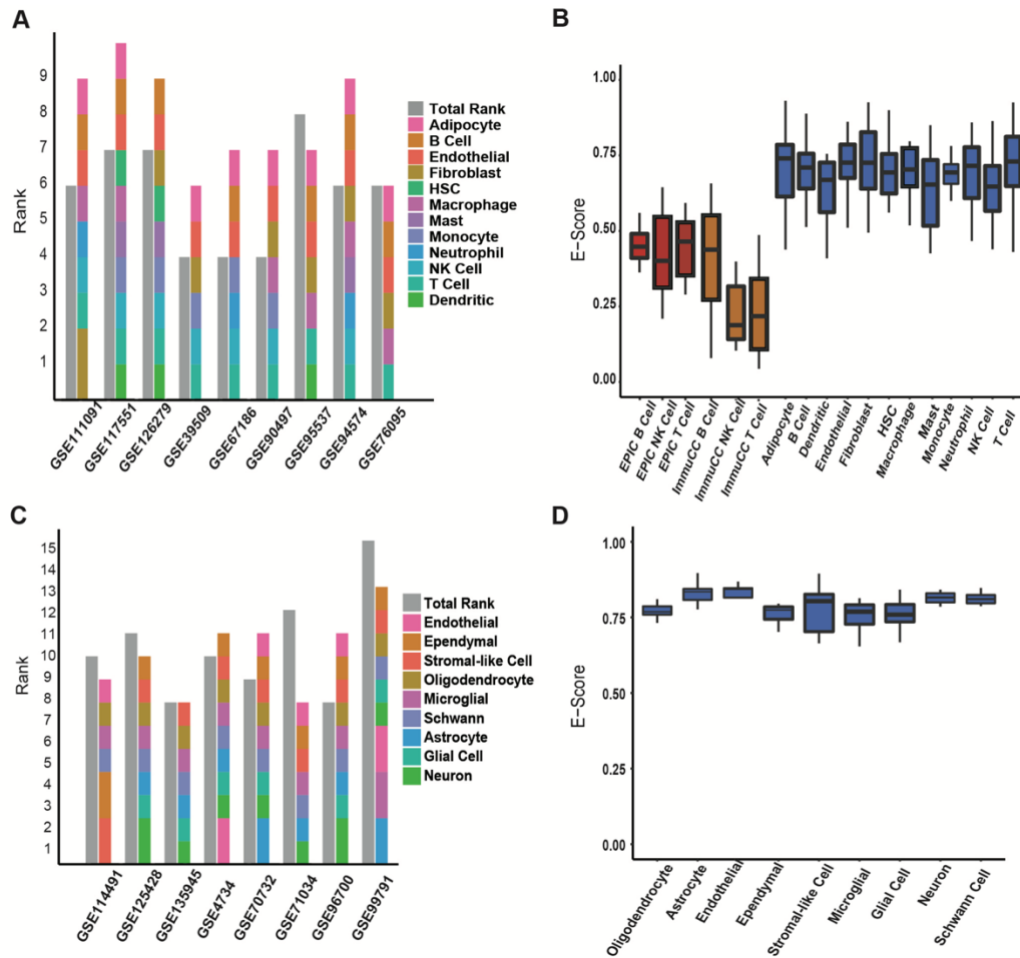 A
Rank
9
8
7
6
5
4
3
2
1
GSE111091
GSE117551
GSE126279
GSE39509
GSE67186
GSE90497
GSE95537
GSE94574
GSE76095
Total Rank
Adipocyte
B Cell
Endothelial
Fibroblast
HSC
Macrophage
Mast
Monocyte
Neutrophil
NK Cell
T Cell
Dendritic
B
E-Score
1.00
0.75
0.50
0.25
0.00
EPIC B Cell
EPIC NK Cell
EPIC T Cell
ImmuCC B Cell
ImmuCC NK Cell
ImmuCC T Cell
Adipocyte
B Cell
Dendritic
Endothelial
Fibroblast
HSC
Macrophage
Mast
Monocyte
Neutrophil
NK Cell
T Cell
C
Rank
15
14
13
12
11
10
9
8
7
6
5
4
3
2
1
GSE114491
GSE125428
GSE135945
GSE4734
GSE70732
GSE71034
GSE96700
GSE99791
Total Rank
Endothelial
Ependymal
Stromal-like Cell
Oligodendrocyte
Microglial
Schwann
Astrocyte
Glial Cell
Neuron
D
E-Score
1.00
0.75
0.50
0.25
0.00
Oligodendrocyte
Astrocyte
Endothelial
Ependymal
Stromal-like Cell
Microglial
Glial Cell
Neuron
Schwann Cell